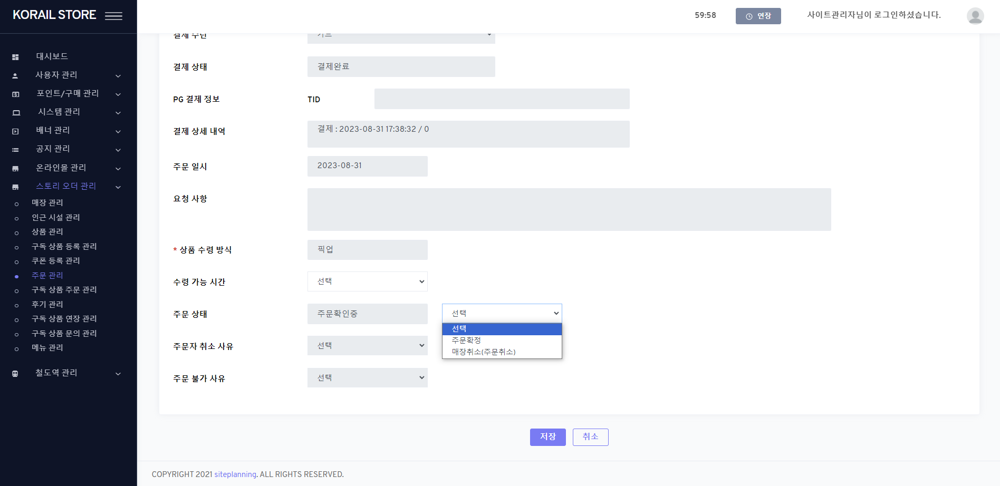 KORAIL STORE
59:58
연장
사이트관리자님이 로그인하셨습니다.
대시보드
사용자 관리
포인트/구매 관리
시스템 관리
배너 관리
공지 관리
온라인몰 관리
스토리 오더 관리
매장 관리
인근 시설 관리
상품 관리
구독 상품 등록 관리
쿠폰 등록 관리
주문 관리
구독 상품 주문 관리
후기 관리
구독 상품 연장 관리
구독 상품 문의 관리
메뉴 관리
철도역 관리
결제 수단
카드
결제 상태
결제완료
PG 결제 정보
TID
결제 상세 내역
결제 : 2023-08-31 17:38:32 / 0
주문 일시
2023-08-31
요청 사항
* 상품 수령 방식
픽업
수령 가능 시간
선택
주문 상태
주문확인중
선택
선택
주문확정
매장취소(주문취소)
주문자 취소 사유
선택
주문 불가 사유
선택
저장
취소
COPYRIGHT 2021 siteplanning. ALL RIGHTS RESERVED.